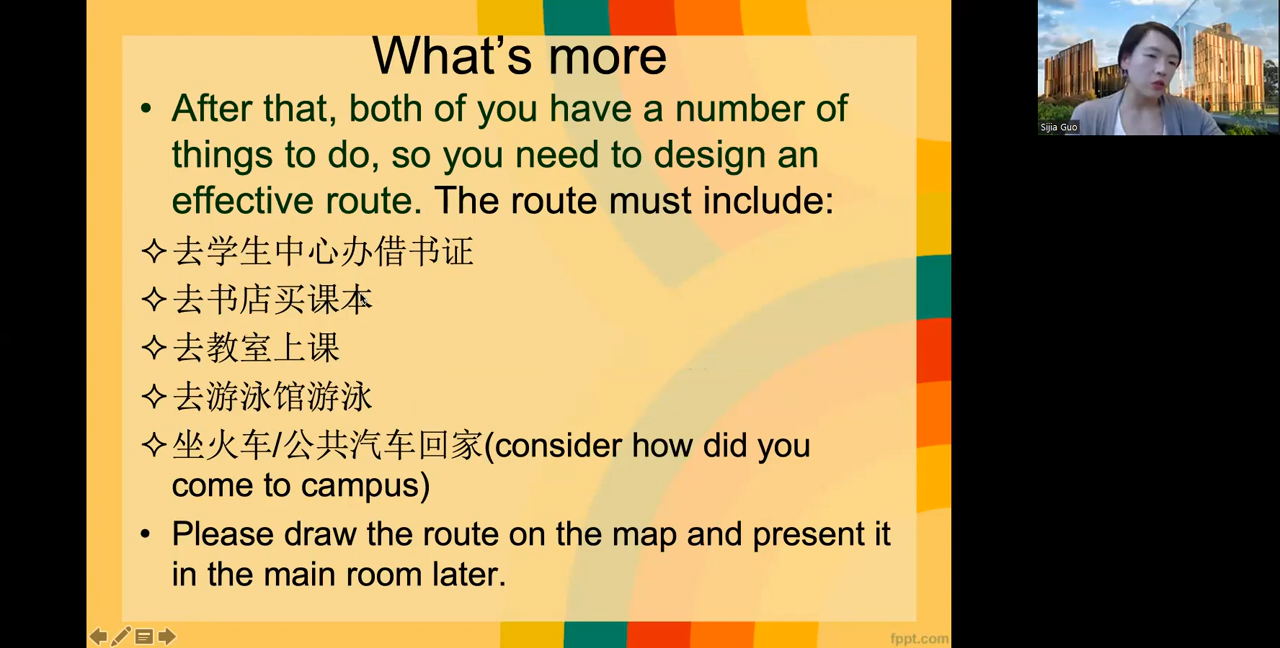 What's more
• After that, both of you have a number of
things to do, so you need to design an
effective route. The route must include:
✧去学生中心办借书证
✧去书店买课本
✧去教室上课
✧去游泳馆游泳
✧坐火车/公共汽车回家(consider how did you
come to campus)
• Please draw the route on the map and present it
in the main room later.
fppt.com
Sijia Guo